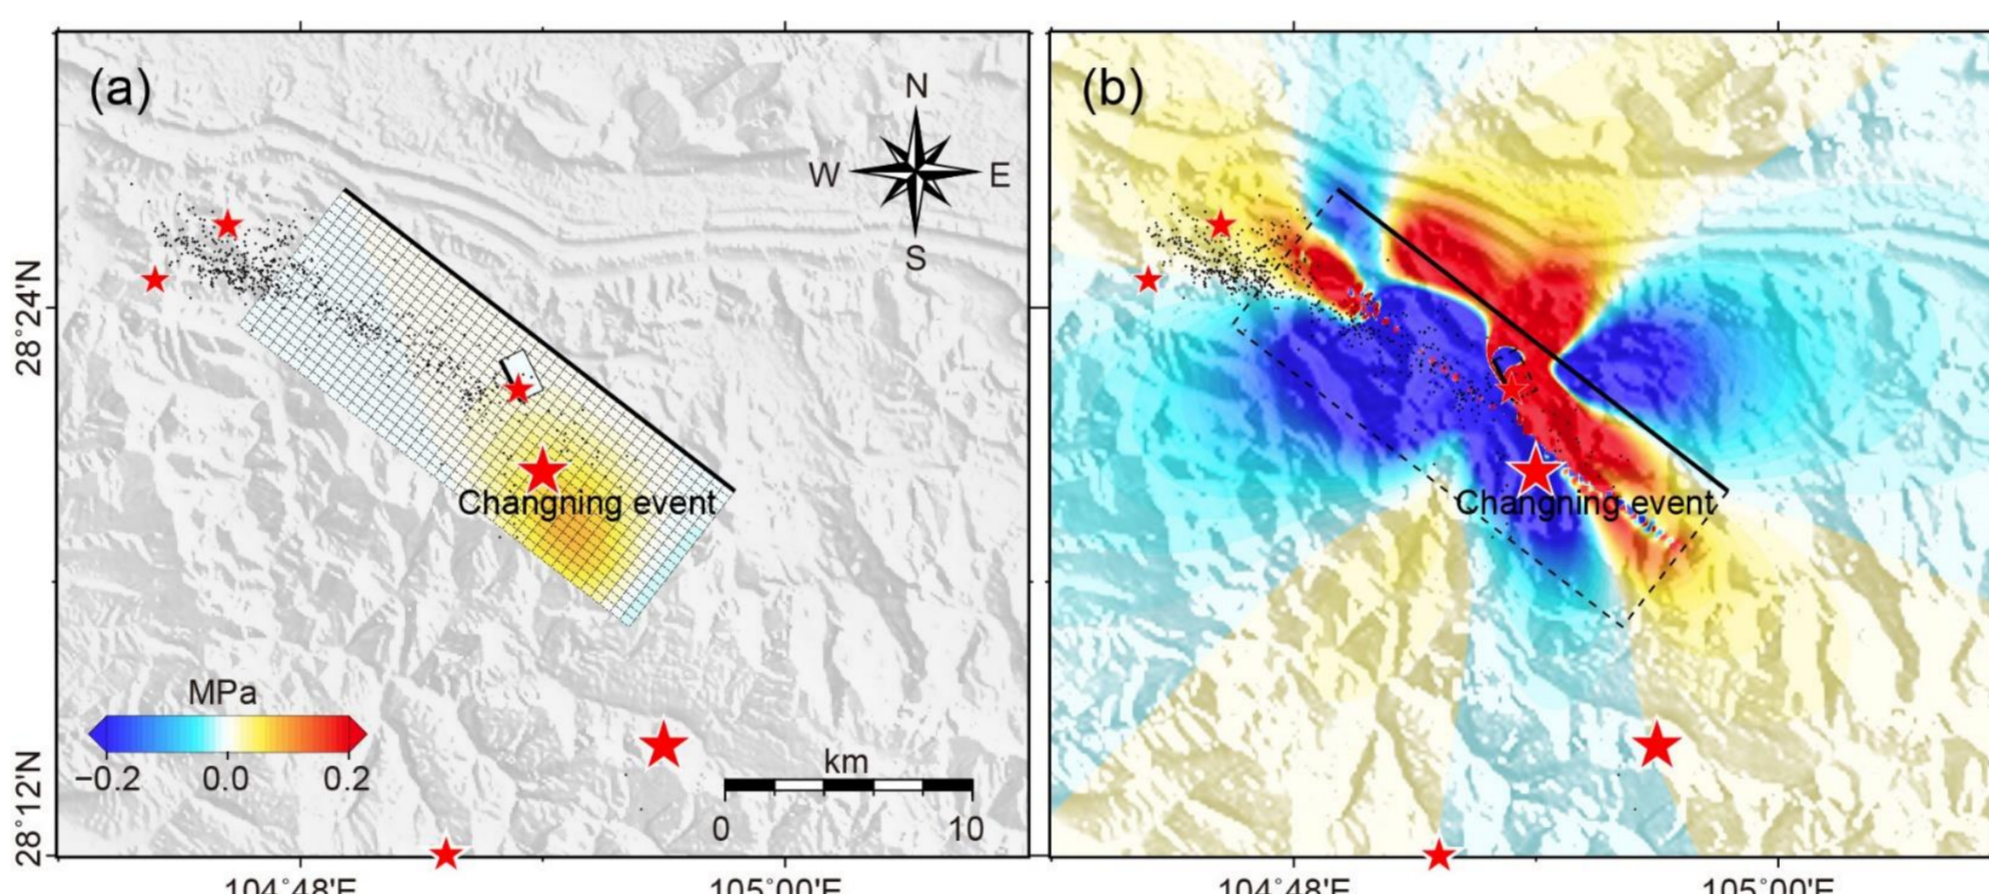 (a)
N
W E
S
Changning event
MPa
−0.2 0.0 0.2
km
0 10
28°24'N
28°12'N
104°48'E
105°00'E
(b)
Changning event
104°48'E
105°00'E